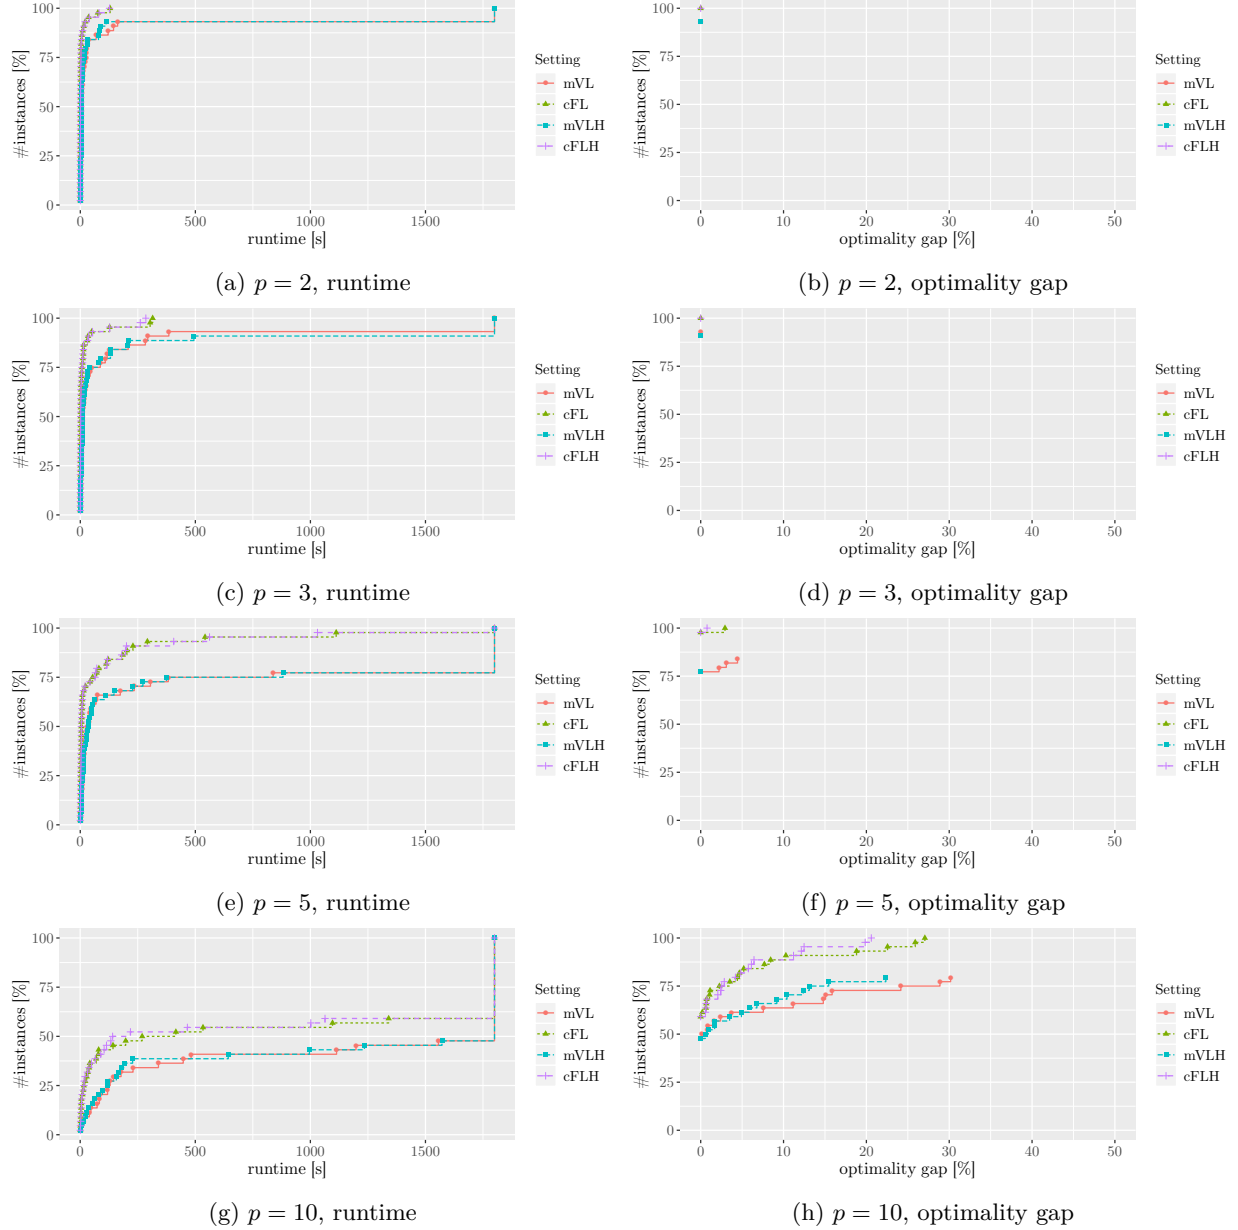 100
75
50
25
0
#instances [%]
0 500 1000 1500
runtime [s]
Setting
mVL
cFL
mVLH
cFLH
(a) p = 2, runtime
100
75
50
25
0
#instances [%]
0 10 20 30 40 50
optimality gap [%]
Setting
mVL
cFL
mVLH
cFLH
(b) p = 2, optimality gap
100
75
50
25
0
#instances [%]
0 500 1000 1500
runtime [s]
Setting
mVL
cFL
mVLH
cFLH
(c) p = 3, runtime
100
75
50
25
0
#instances [%]
0 10 20 30 40 50
optimality gap [%]
Setting
mVL
cFL
mVLH
cFLH
(d) p = 3, optimality gap
100
75
50
25
0
#instances [%]
0 500 1000 1500
runtime [s]
Setting
mVL
cFL
mVLH
cFLH
(e) p = 5, runtime
100
75
50
25
0
#instances [%]
0 10 20 30 40 50
optimality gap [%]
Setting
mVL
cFL
mVLH
cFLH
(f) p = 5, optimality gap
100
75
50
25
0
#instances [%]
0 500 1000 1500
runtime [s]
Setting
mVL
cFL
mVLH
cFLH
(g) p = 10, runtime
100
75
50
25
0
#instances [%]
0 10 20 30 40 50
optimality gap [%]
Setting
mVL
cFL
mVLH
cFLH
(h) p = 10, optimality gap